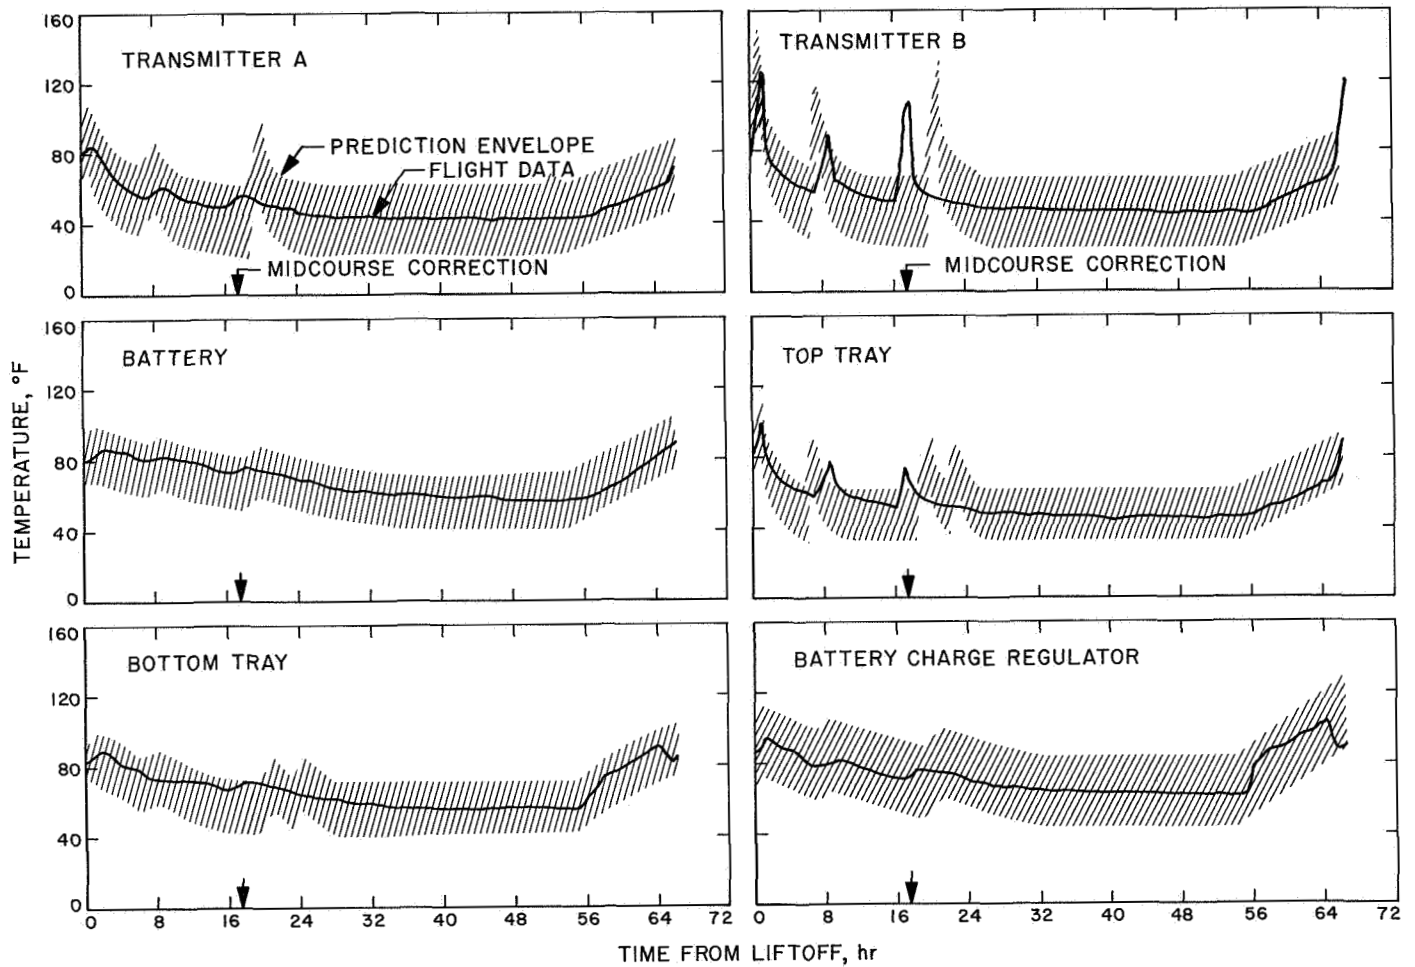 160
120
80
40
0
TRANSMITTER A
PREDICTION ENVELOPE
FLIGHT DATA
MIDCOURSE CORRECTION
TRANSMITTER B
MIDCOURSE CORRECTION
TEMPERATURE, °F
160
120
80
40
0
BATTERY
TOP TRAY
160
120
80
40
0
BOTTOM TRAY
BATTERY CHARGE REGULATOR
0 8 16 24 32 40 48 56 64 72
0 8 16 24 32 40 48 56 64 72
TIME FROM LIFTOFF, hr